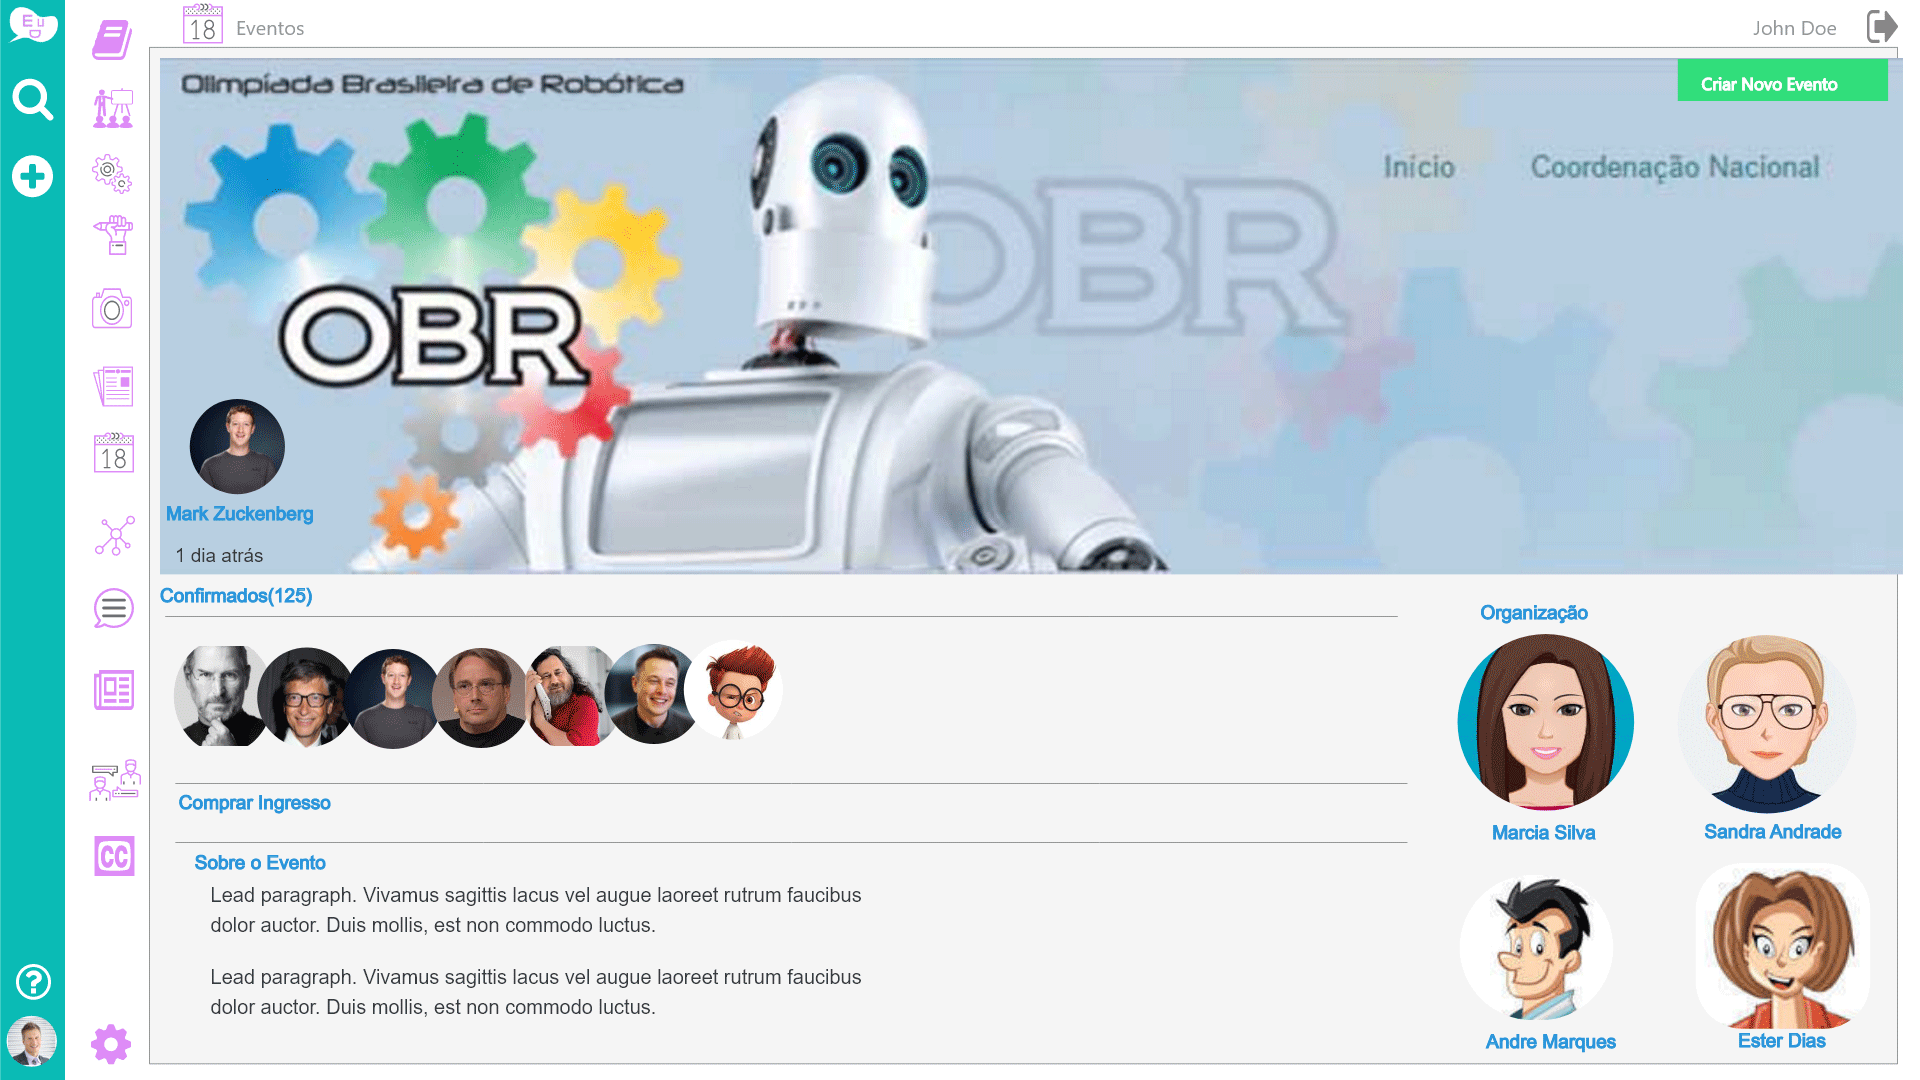 EU
18
Eventos
John Doe
Olimpíada Brasileira de Robótica
Criar Novo Evento
Início
Coordenação Nacional
OBR
OBR
18
Mark Zuckenberg
1 dia atrás
Confirmados(125)
Organização
Marcia Silva
Sandra Andrade
Comprar Ingresso
CC
Sobre o Evento
Lead paragraph. Vivamus sagittis lacus vel augue laoreet rutrum faucibus
dolor auctor. Duis mollis, est non commodo luctus.
Lead paragraph. Vivamus sagittis lacus vel augue laoreet rutrum faucibus
dolor auctor. Duis mollis, est non commodo luctus.
Andre Marques
Ester Dias